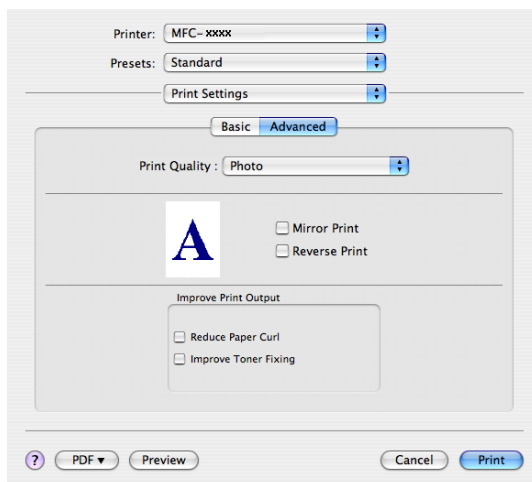 Printer: MFC- xxxx
Presets: Standard
Print Settings
Basic Advanced
Print Quality : Photo
A
Mirror Print
Reverse Print
Improve Print Output
Reduce Paper Curl
Improve Toner Fixing
? PDF ▼ Preview Cancel Print